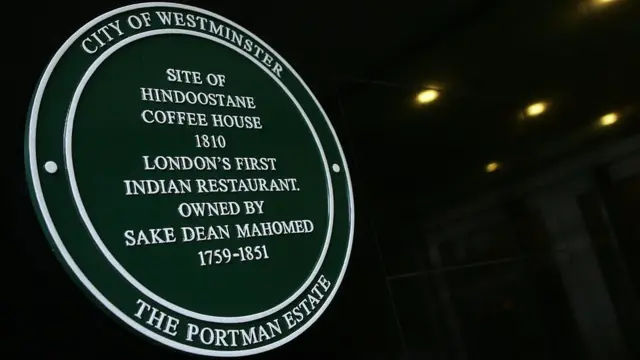 CITY OF WESTMINSTER
SITE OF
HINDOOSTANE
COFFEE HOUSE
1810
LONDON'S FIRST
INDIAN RESTAURANT.
OWNED BY
SAKE DEAN MAHOMED
1759-1851
THE PORTMAN ESTATE